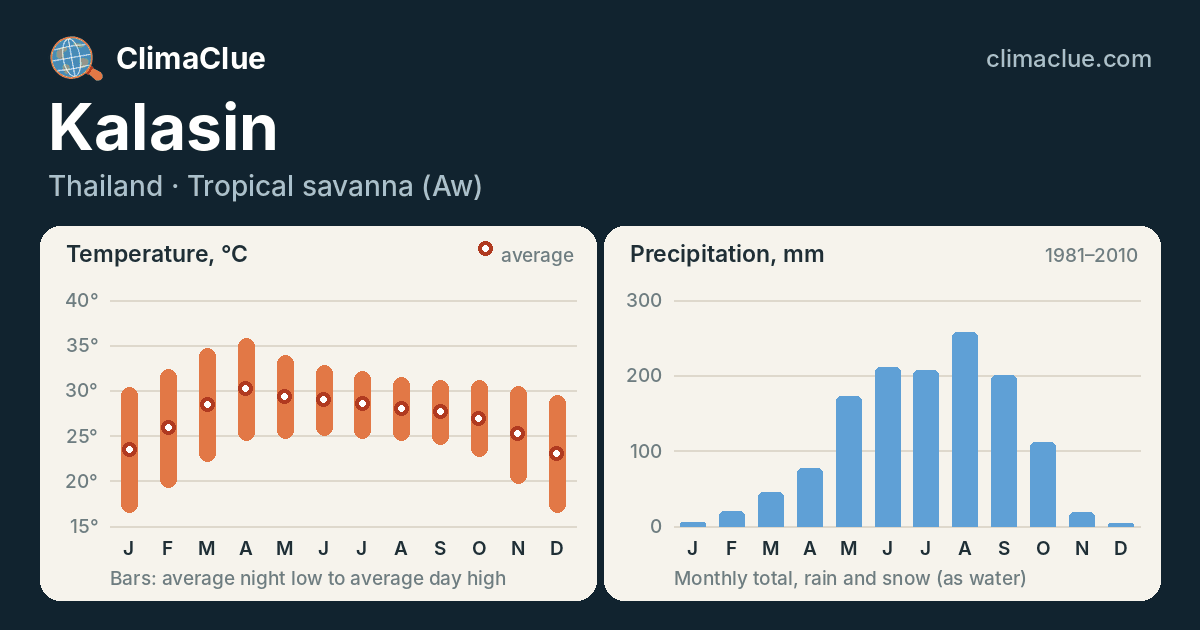 ClimaClue
climaclue.com
Kalasin
Thailand · Tropical savanna (Aw)
Temperature, °C
average
40°
35°
30°
25°
20°
15°
J F M A M J J A S O N D
Bars: average night low to average day high
Precipitation, mm
1981–2010
300
200
100
0
J F M A M J J A S O N D
Monthly total, rain and snow (as water)